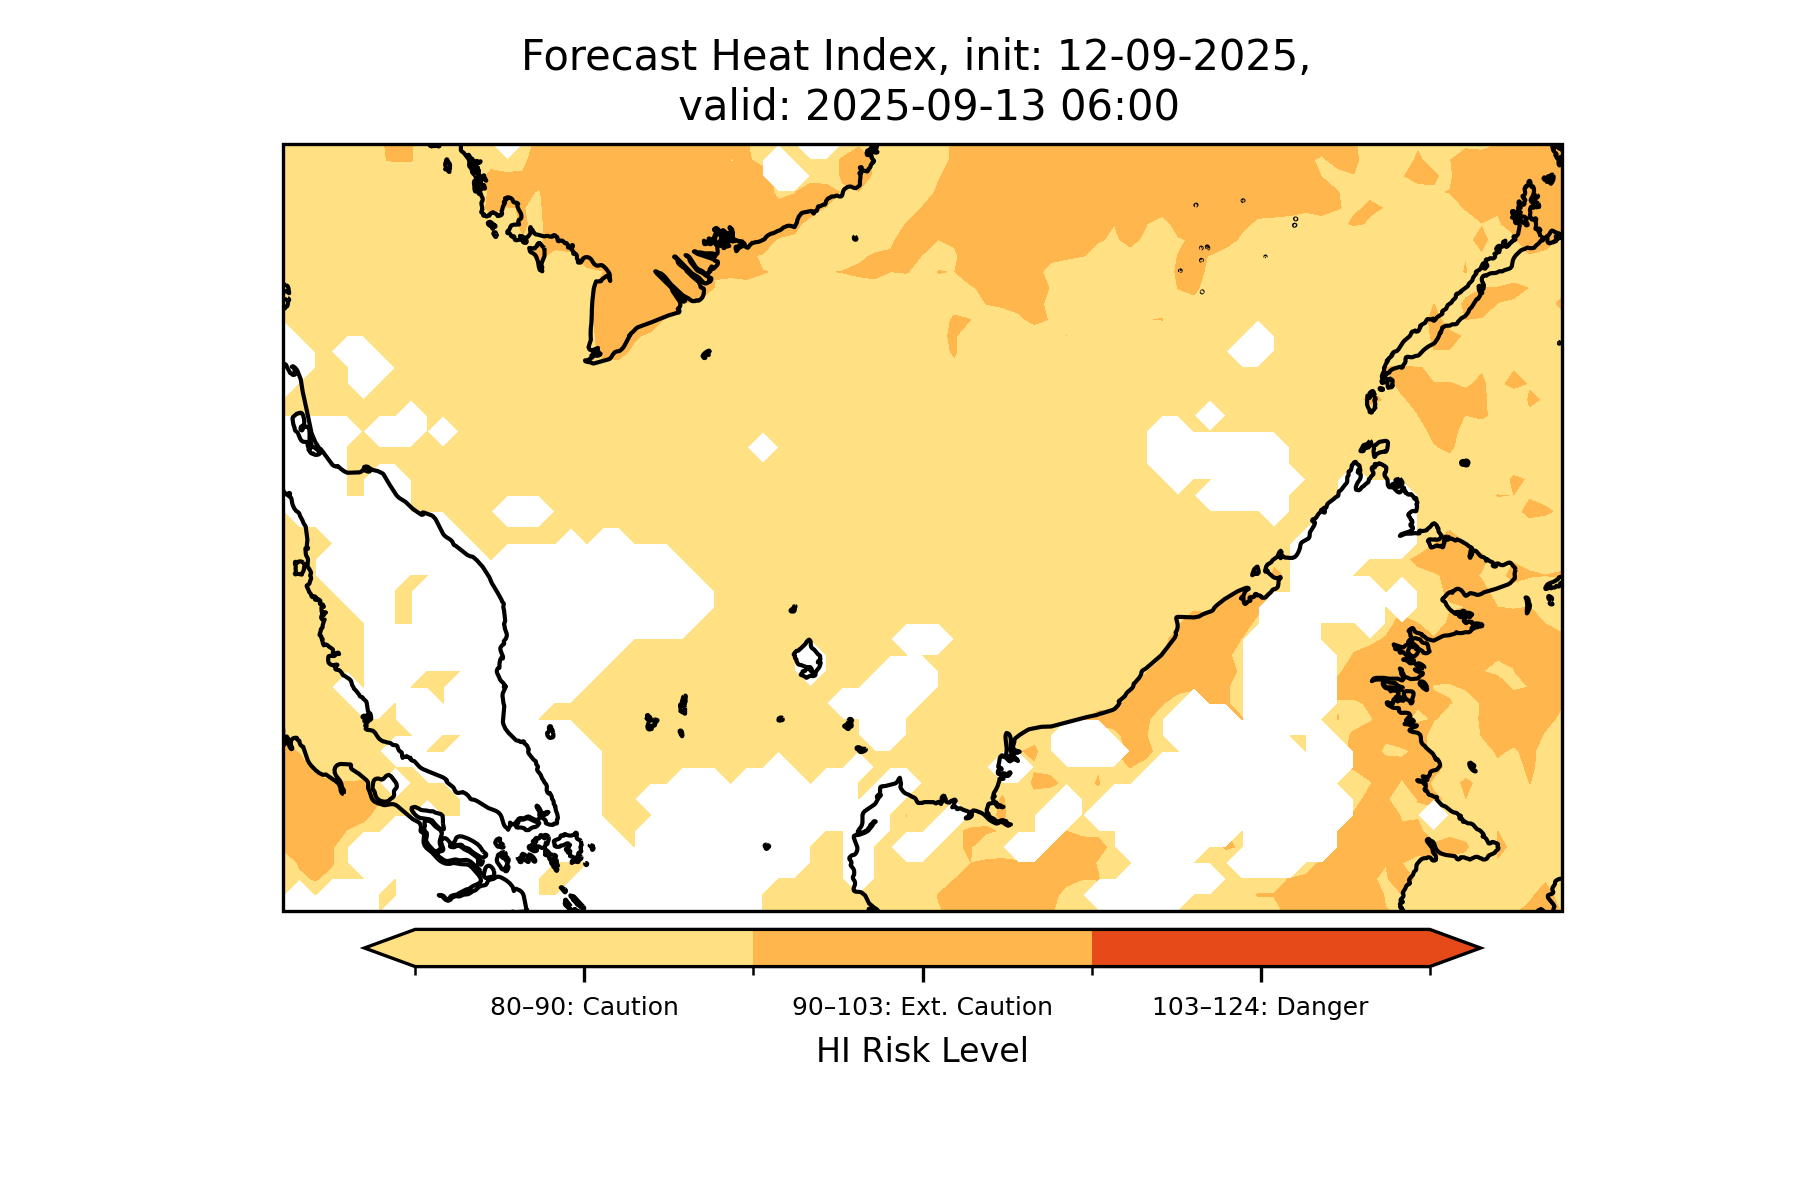 Forecast Heat Index, init: 12-09-2025,
valid: 2025-09-13 06:00
80–90: Caution
90–103: Ext. Caution
103–124: Danger
HI Risk Level